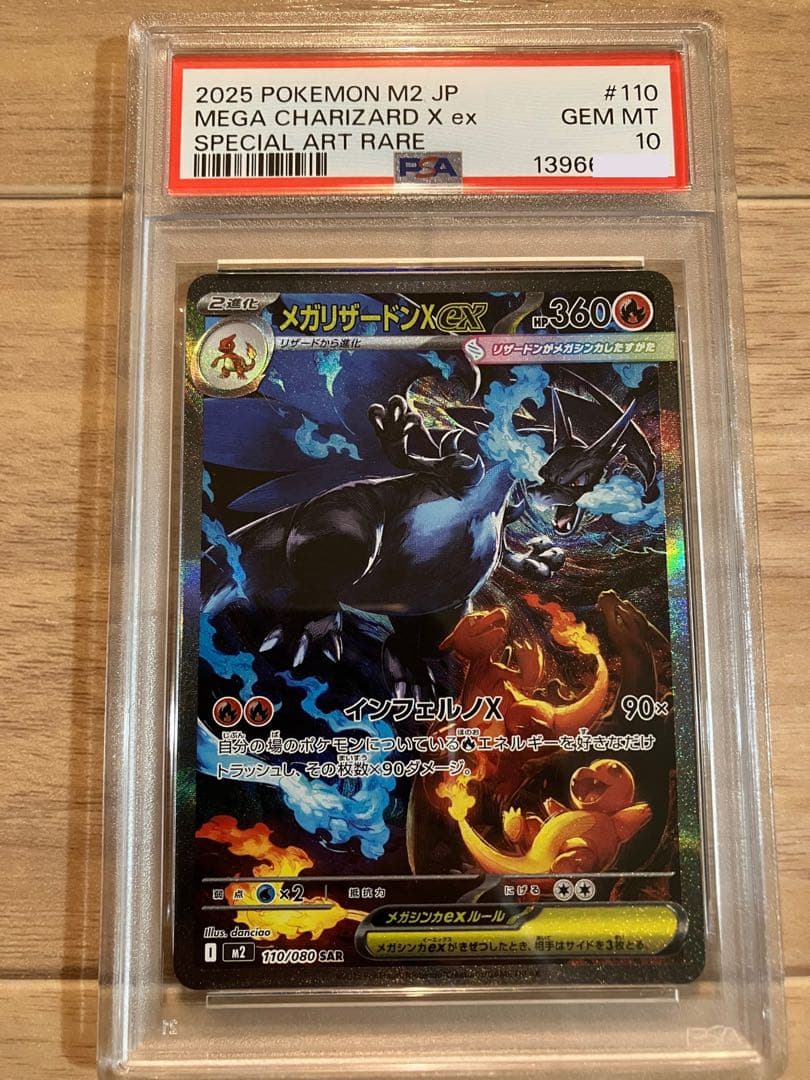 2025 POKEMON M2 JP #110
MEGA CHARIZARD X ex GEM MT
SPECIAL ART RARE 10
PSA 13966
2進化 メガリザードンXex HP360
リザードから進化 リザードンがメガシンカしたすがた
インフェルノX 90×
自分の場のポケモンについているエネルギーを好きなだけ
トラッシュし、その枚数×90ダメージ。
弱点 ×2 抵抗力 にげる
メガシンカexルール
メガシンカexがきぜつしたとき、相手はサイドを3枚とる。
Illus. danciao
I M2 110/080 SAR
PSA